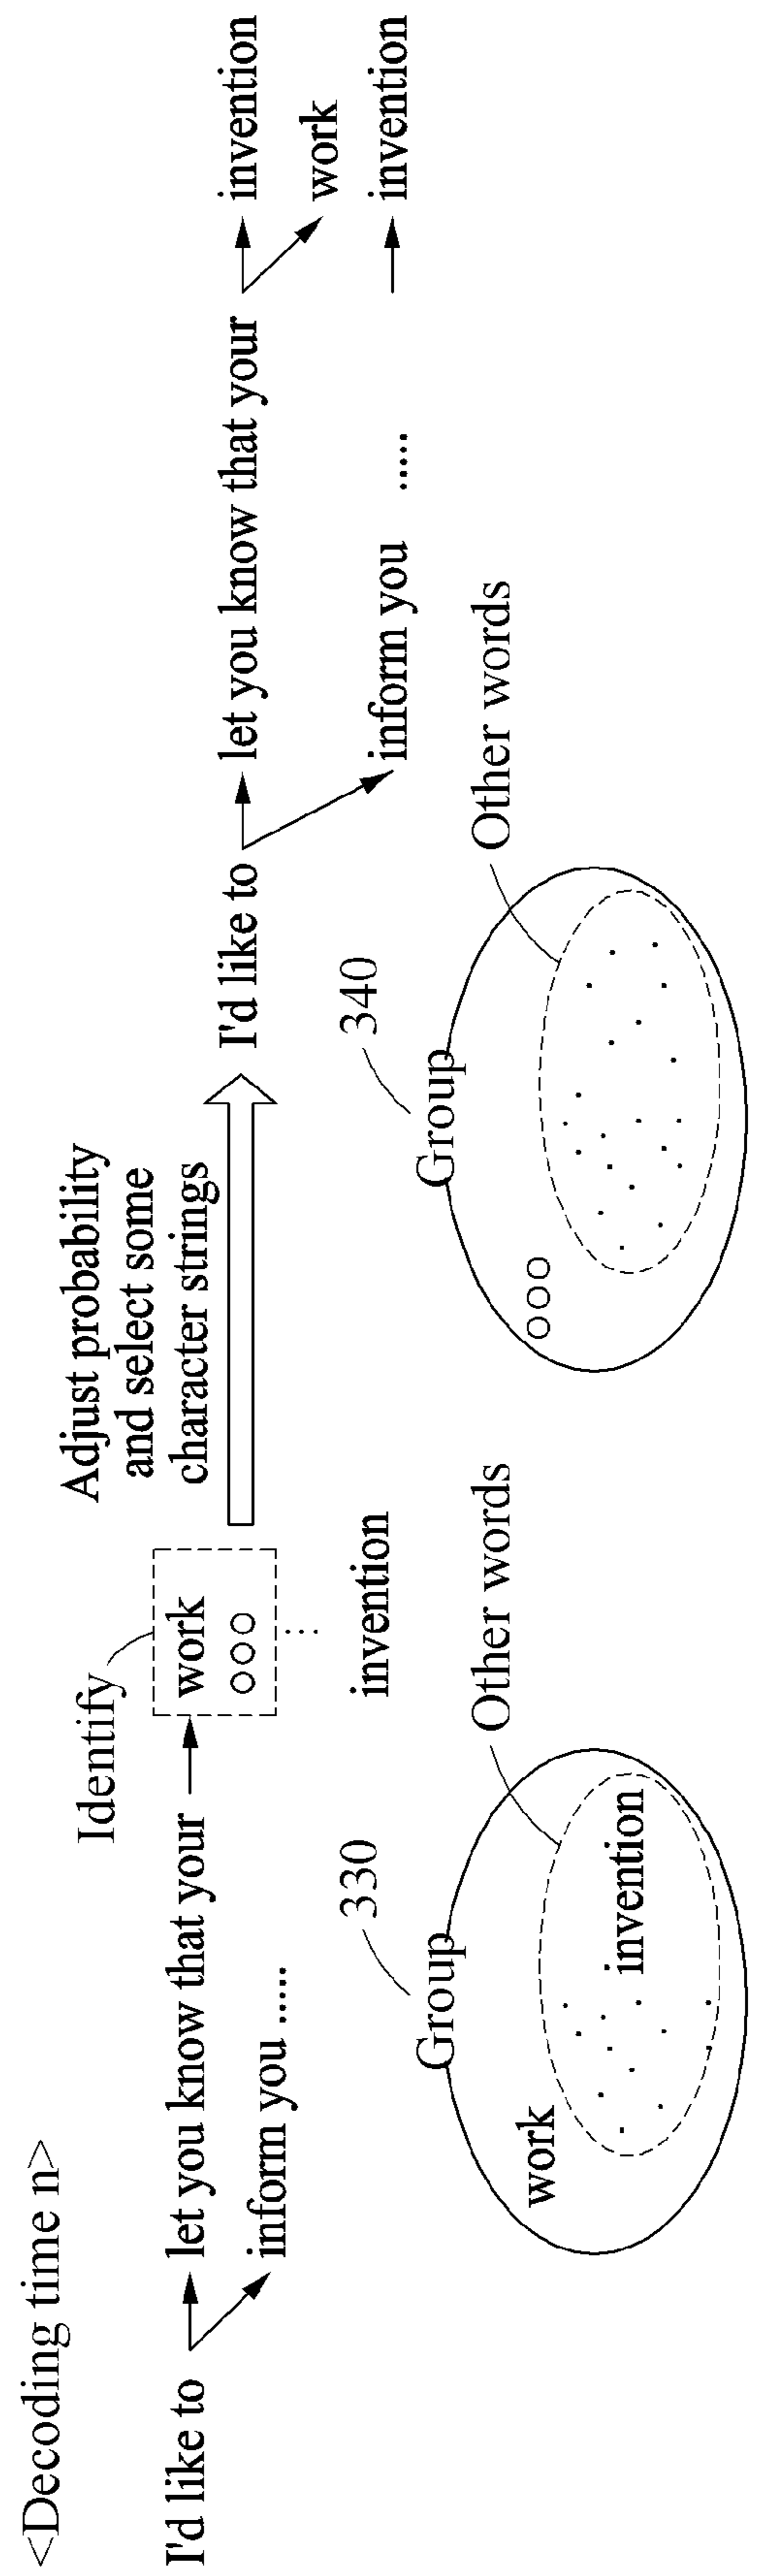 <Decoding time n>
Identify
Adjust probability
and select some
character strings
I'd like to
let you know that your
work
○○○
⋮
inform you .....
invention
I'd like to
let you know that your
invention
work
inform you .....
invention
Group
330
work
invention
Other words
Group
340
○○○
Other words